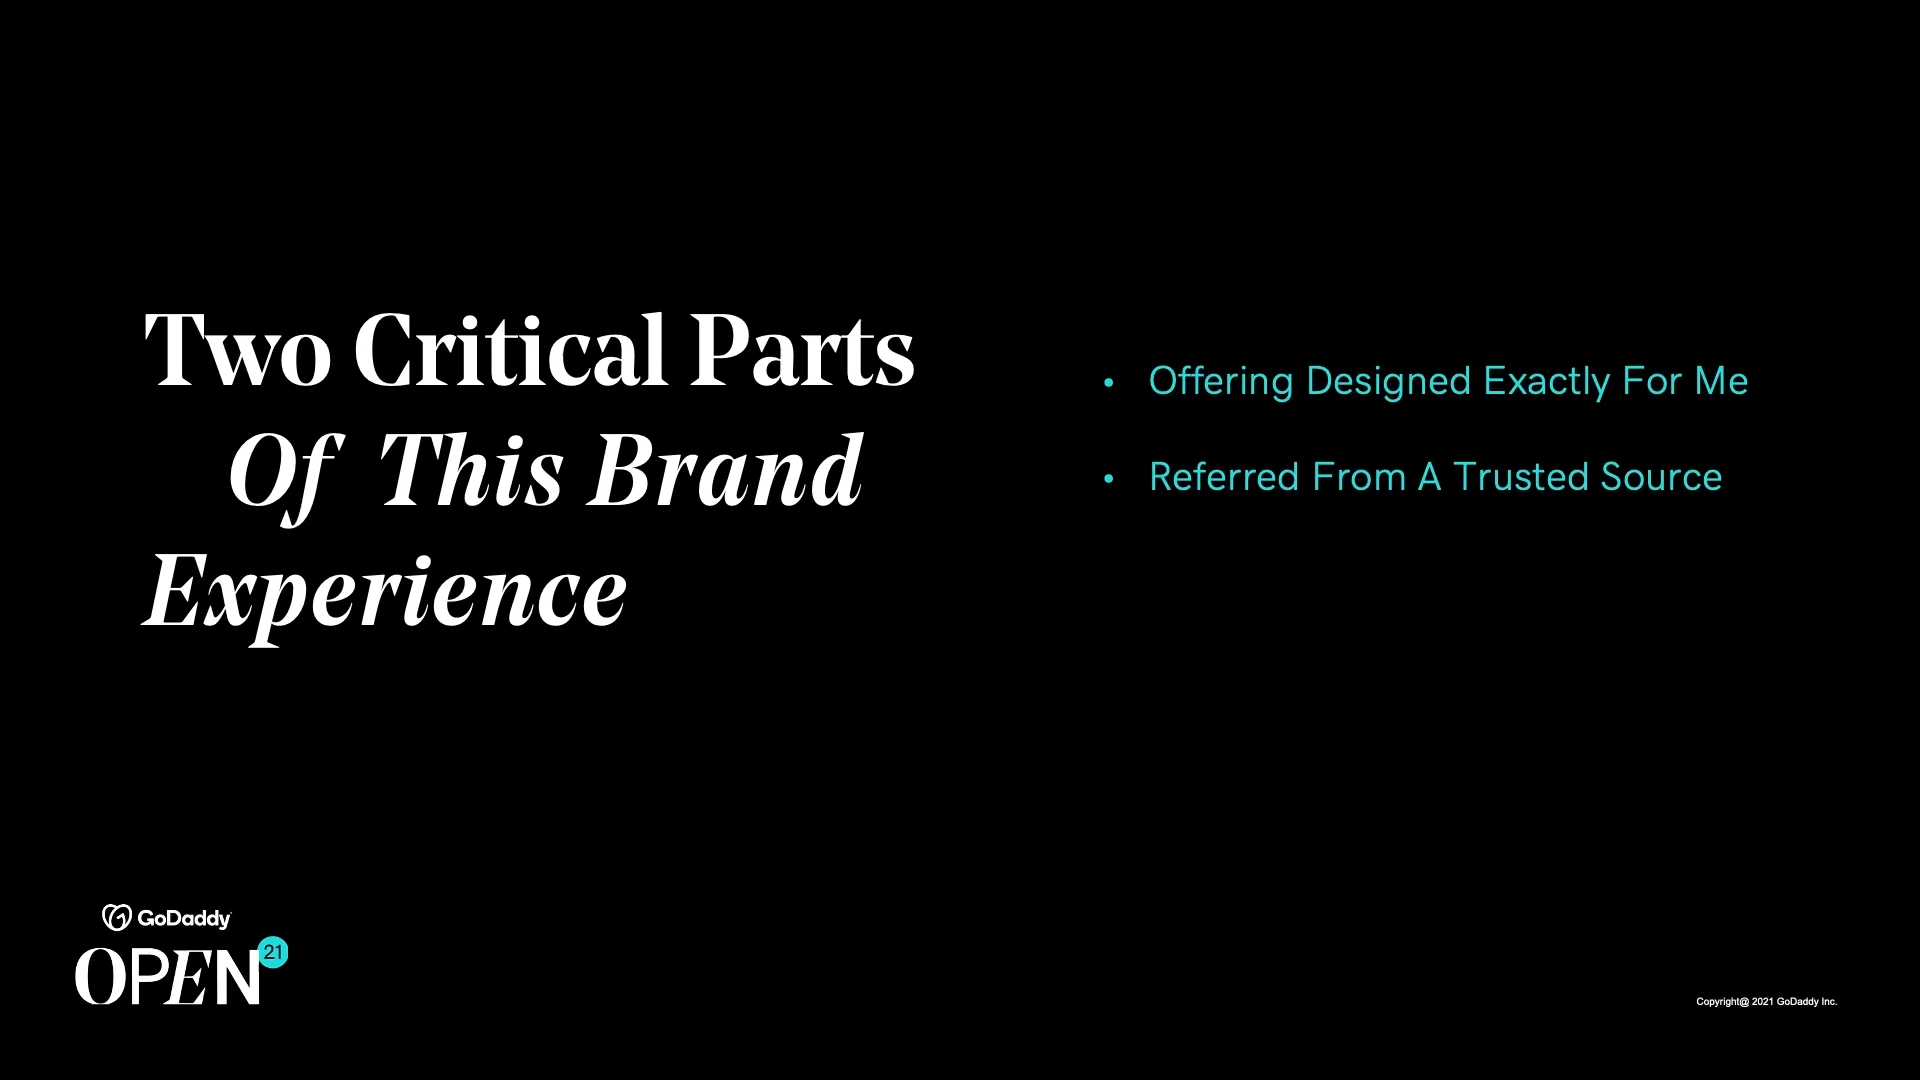 Two Critical Parts
Of This Brand
Experience
• Offering Designed Exactly For Me
• Referred From A Trusted Source
GoDaddy
OPEN 21
Copyright@ 2021 GoDaddy Inc.